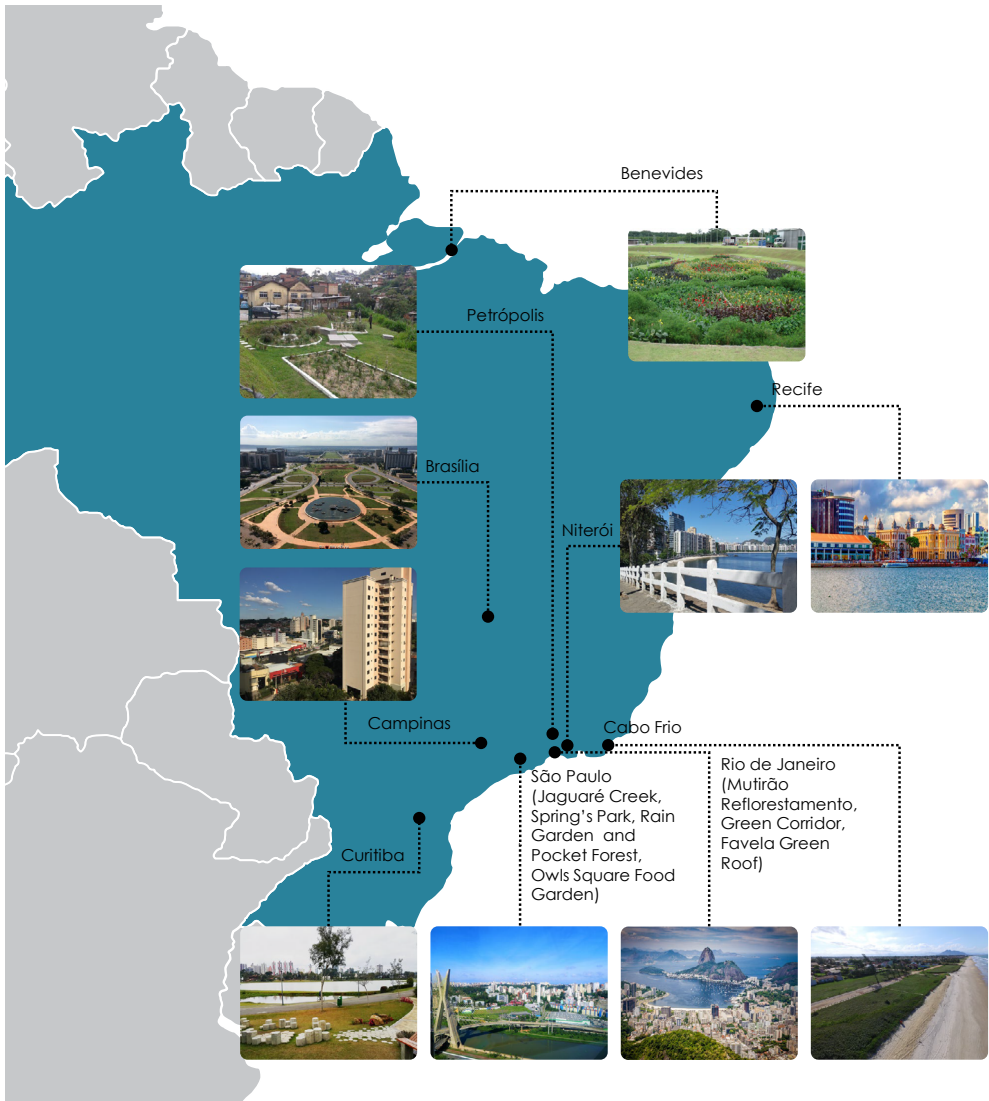 Benevides
Petrópolis
Recife
Brasília
Niterói
Campinas
Cabo Frio
São Paulo
(Jaguaré Creek,
Spring's Park, Rain
Garden and
Pocket Forest,
Owls Square Food
Garden)
Rio de Janeiro
(Mutirão
Reflorestamento,
Green Corridor,
Favela Green
Roof)
Curitiba